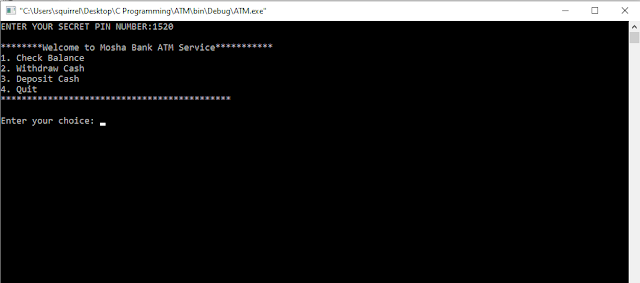 "C:\Users\squirrel\Desktop\C Programming\ATM\bin\Debug\ATM.exe"
ENTER YOUR SECRET PIN NUMBER:1520
********Welcome to Mosha Bank ATM Service***********
1. Check Balance
2. Withdraw Cash
3. Deposit Cash
4. Quit
********************************************
Enter your choice: